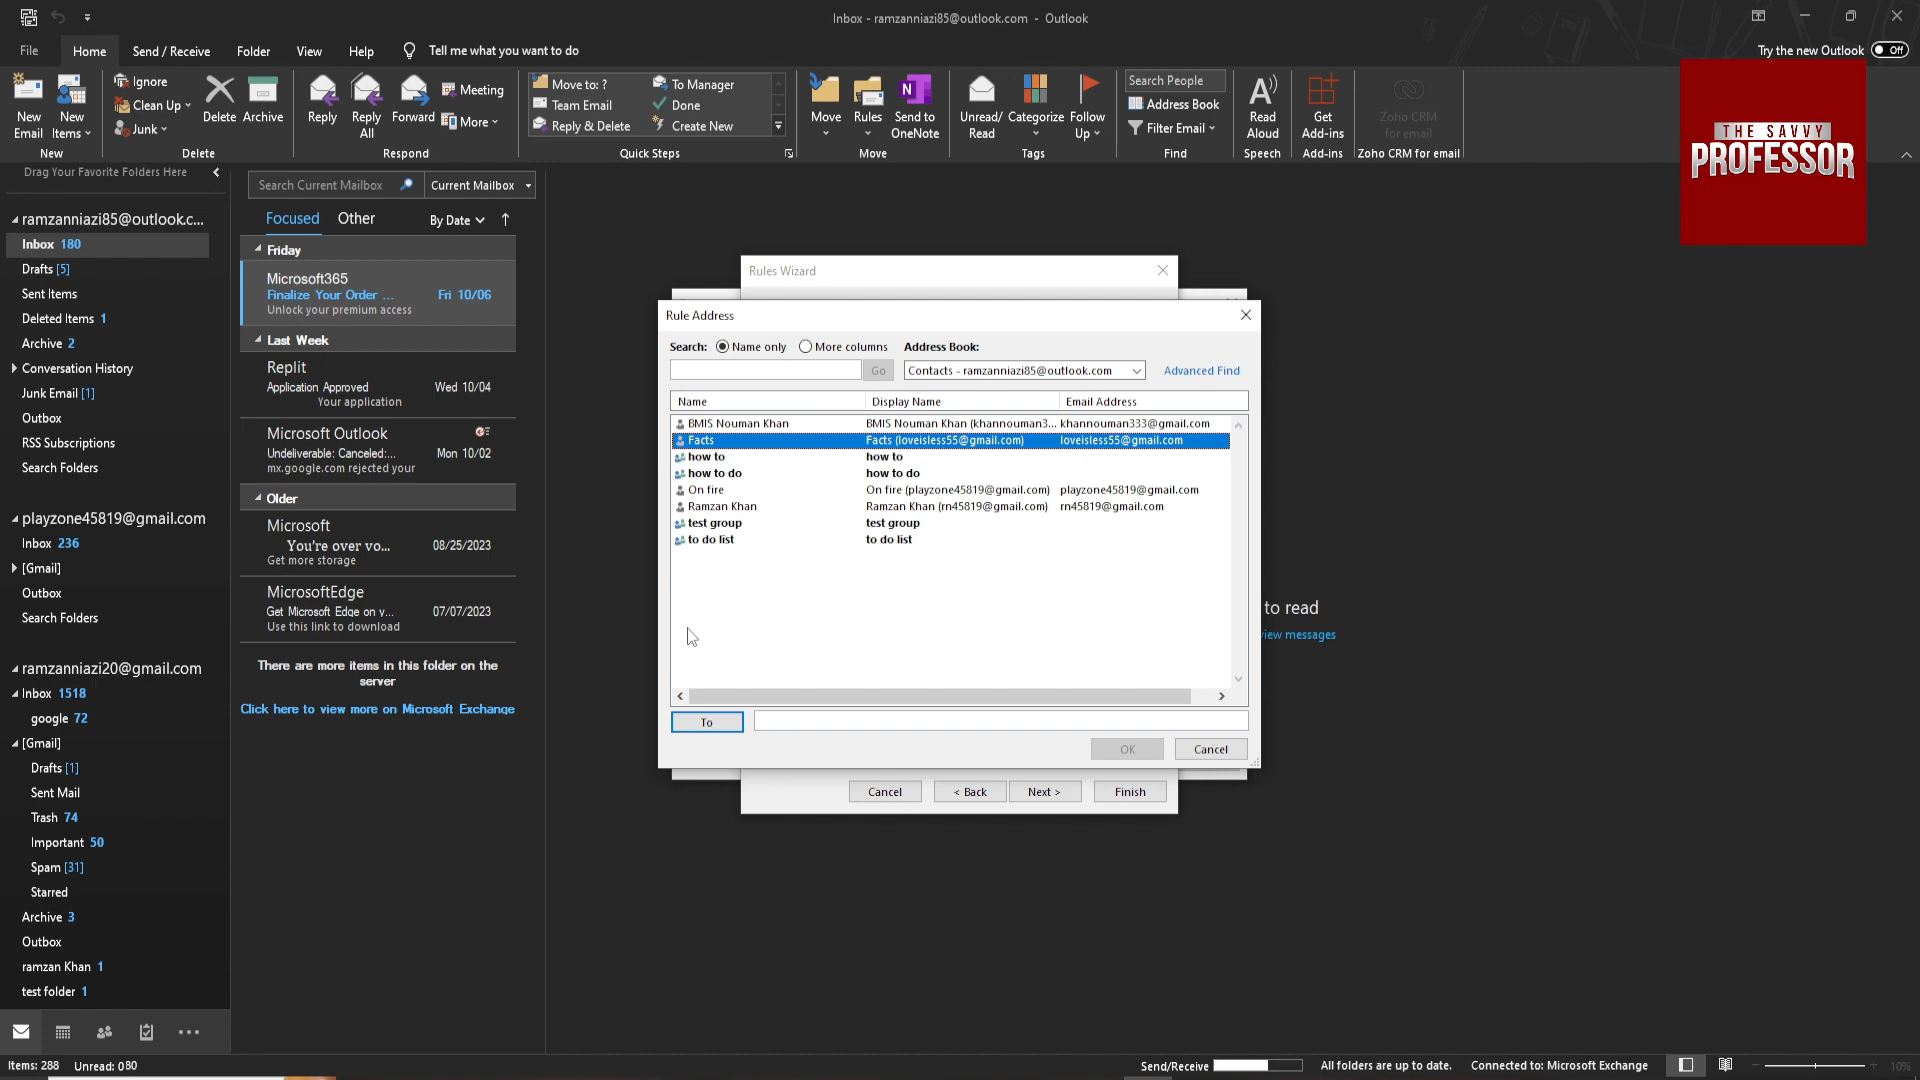 Inbox - ramzanniazi85@outlook.com - Outlook
File
Home
Send / Receive
Folder
View
Help
Tell me what you want to do
Try the new Outlook
Off
New Email
New Items
New
Ignore
Clean Up
Junk
Delete
Archive
Delete
Reply
Reply All
Forward
Meeting
More
Respond
Move to: ?
Team Email
Reply & Delete
To Manager
Done
Create New
Quick Steps
Move
Rules
Send to OneNote
Move
Unread/ Read
Categorize
Follow Up
Tags
Search People
Address Book
Filter Email
Find
Read Aloud
Speech
Get Add-ins
Add-ins
Zoho CRM for email
Zoho CRM for email
THE SAVVY
PROFESSOR
Drag Your Favorite Folders Here
ramzanniazi85@outlook.c...
Inbox 180
Drafts [5]
Sent Items
Deleted Items 1
Archive 2
Conversation History
Junk Email [1]
Outbox
RSS Subscriptions
Search Folders
playzone45819@gmail.com
Inbox 236
[Gmail]
Outbox
Search Folders
ramzanniazi20@gmail.com
Inbox 1518
google 72
[Gmail]
Drafts [1]
Sent Mail
Trash 74
Important 50
Spam [31]
Starred
Archive 3
Outbox
ramzan Khan 1
test folder 1
Search Current Mailbox
Current Mailbox
Focused
Other
By Date
Friday
Microsoft365
Finalize Your Order ... Fri 10/06
Unlock your premium access
Last Week
Replit
Application Approved Wed 10/04
Your application
Microsoft Outlook
Undeliverable: Canceled:... Mon 10/02
mx.google.com rejected your
Older
Microsoft
You're over vo... 08/25/2023
Get more storage
MicrosoftEdge
Get Microsoft Edge on y... 07/07/2023
Use this link to download
There are more items in this folder on the
server
Click here to view more on Microsoft Exchange
Rules Wizard
Rule Address
Search:
Name only
More columns
Address Book:
Go
Contacts - ramzanniazi85@outlook.com
Advanced Find
Name Display Name Email Address
BMIS Nouman Khan BMIS Nouman Khan (khannouman3... khannouman333@gmail.com
Facts Facts (loveisless55@gmail.com) loveisless55@gmail.com
how to how to
how to do how to do
On fire On fire (playzone45819@gmail.com) playzone45819@gmail.com
Ramzan Khan Ramzan Khan (rn45819@gmail.com) rn45819@gmail.com
test group test group
to do list to do list
To
OK
Cancel
Cancel
< Back
Next >
Finish
to read
view messages
Items: 288
Unread: 080
Send/Receive
All folders are up to date.
Connected to: Microsoft Exchange
10%